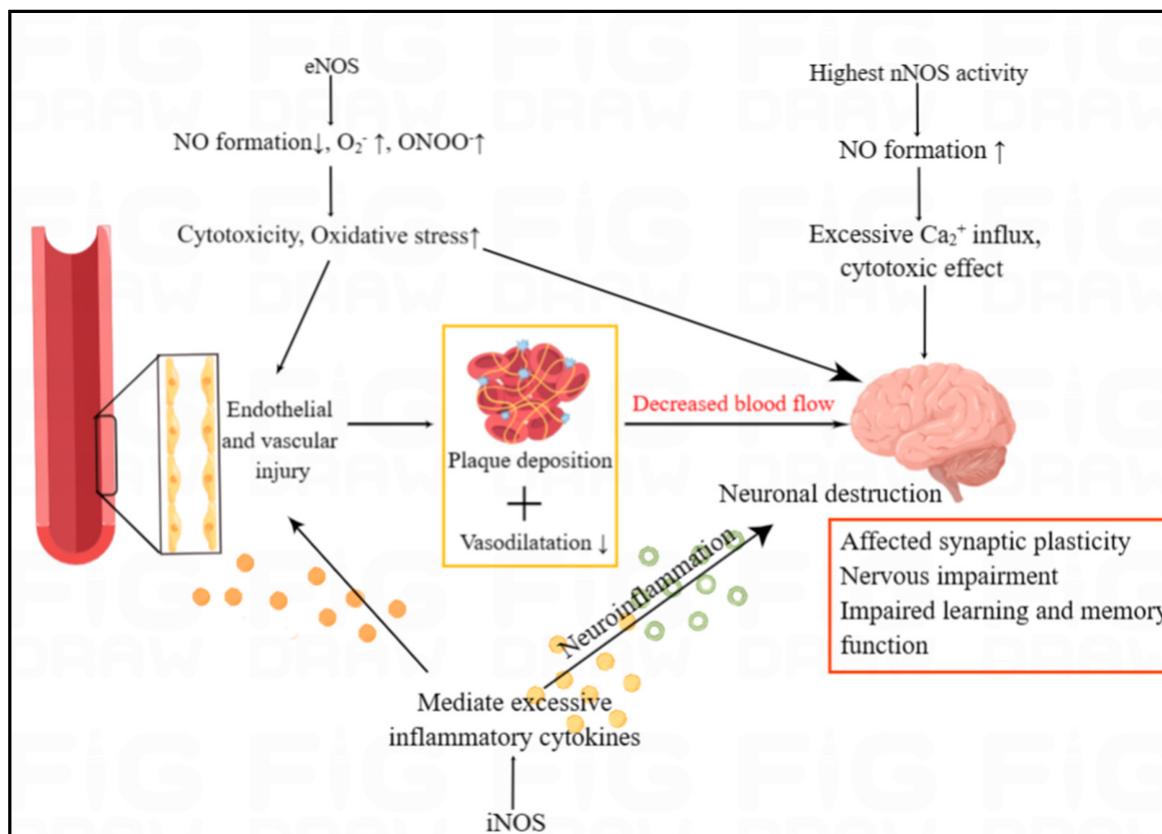 eNOS
NO formation↓, O₂⁻ ↑, ONOO⁻↑
Cytotoxicity, Oxidative stress↑
Highest nNOS activity
NO formation ↑
Excessive Ca₂⁺ influx,
cytotoxic effect
Endothelial
and vascular
injury
Plaque deposition
+
Vasodilatation ↓
Decreased blood flow
Neuronal destruction
Affected synaptic plasticity
Nervous impairment
Impaired learning and memory
function
Neuroinflammation
Mediate excessive
inflammatory cytokines
iNOS
FIG
DRAW